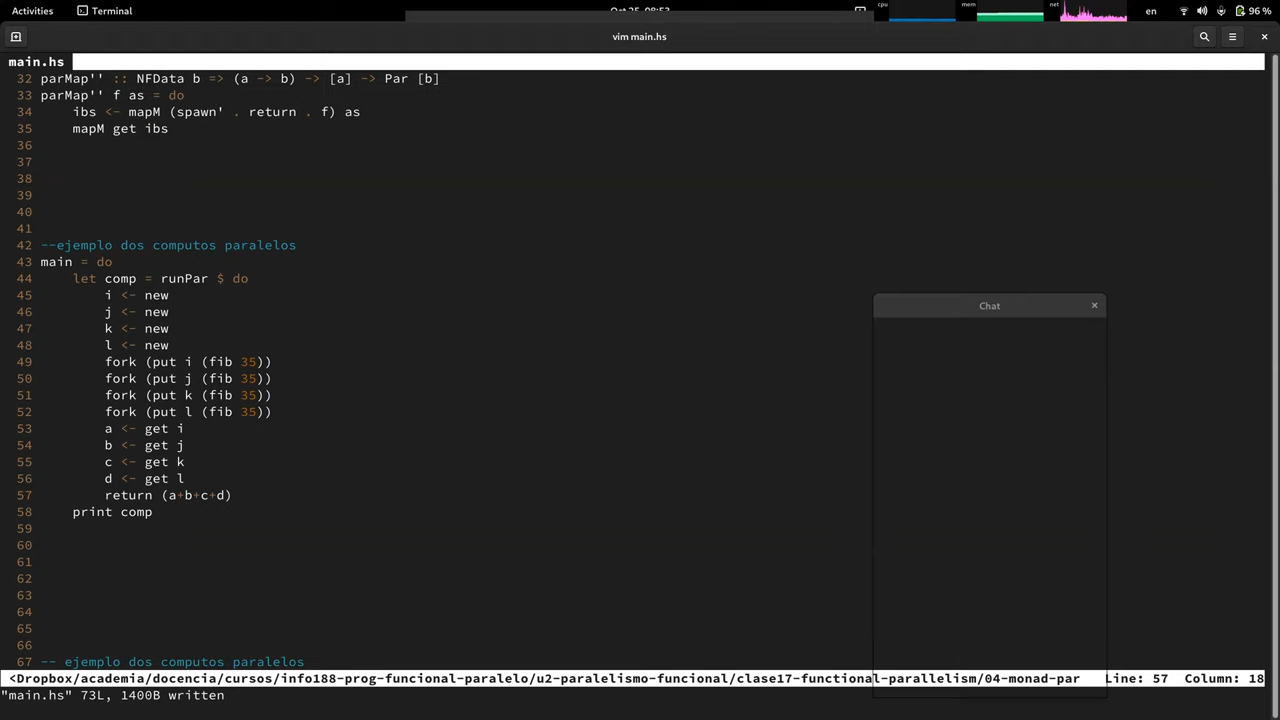 Activities Terminal Oct 25, 08:53 cpu mem net en 96 %
vim main.hs
main.hs
32 parMap'' :: NFData b => (a -> b) -> [a] -> Par [b]
33 parMap'' f as = do
34     ibs <- mapM (spawn' . return . f) as
35     mapM get ibs
36
37
38
39
40
41
42 --ejemplo dos computos paralelos
43 main = do
44     let comp = runPar $ do
45         i <- new
46         j <- new
47         k <- new
48         l <- new
49         fork (put i (fib 35))
50         fork (put j (fib 35))
51         fork (put k (fib 35))
52         fork (put l (fib 35))
53         a <- get i
54         b <- get j
55         c <- get k
56         d <- get l
57         return (a+b+c+d)
58     print comp
59
60
61
62
63
64
65
66
67 -- ejemplo dos computos paralelos
<Dropbox/academia/docencia/cursos/info188-prog-funcional-paralelo/u2-paralelismo-funcional/clase17-functional-parallelism/04-monad-par Line: 57 Column: 18
"main.hs" 73L, 1400B written
Chat